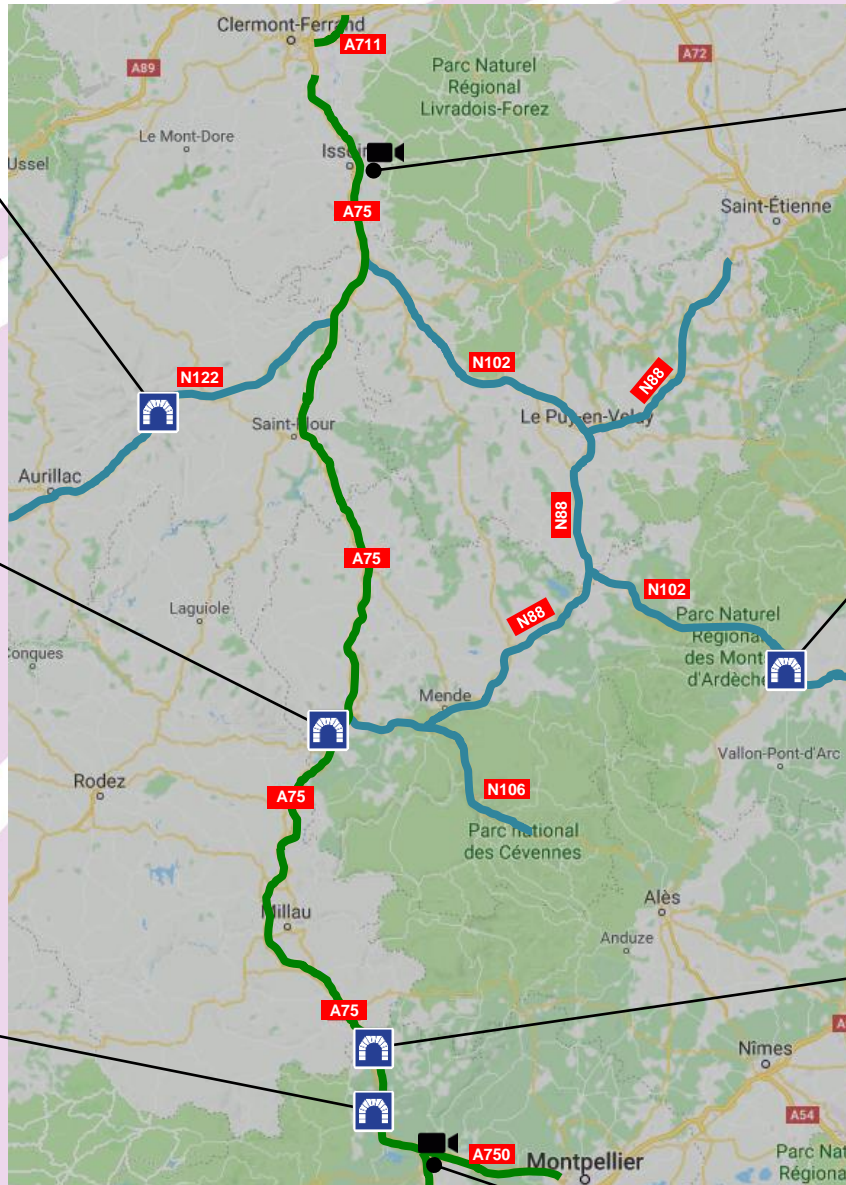 Clermont-Ferrand
A711
A89
A72
Parc Naturel
Régional
Livradois-Forez
Le Mont-Dore
Ussel
A75
Saint-Étienne
N122
N102
N88
Le Puy-en-Velay
Saint-Flour
Aurillac
N88
A75
N102
Laguiole
N88
Parc Naturel
Régional
des Monts
d'Ardèche
Conques
Mende
Vallon-Pont-d'Arc
Rodez
A75
N106
Parc national
des Cévennes
Alès
Millau
Anduze
A75
Nîmes
A54
A750
Montpellier
Parc Nat
Régiona